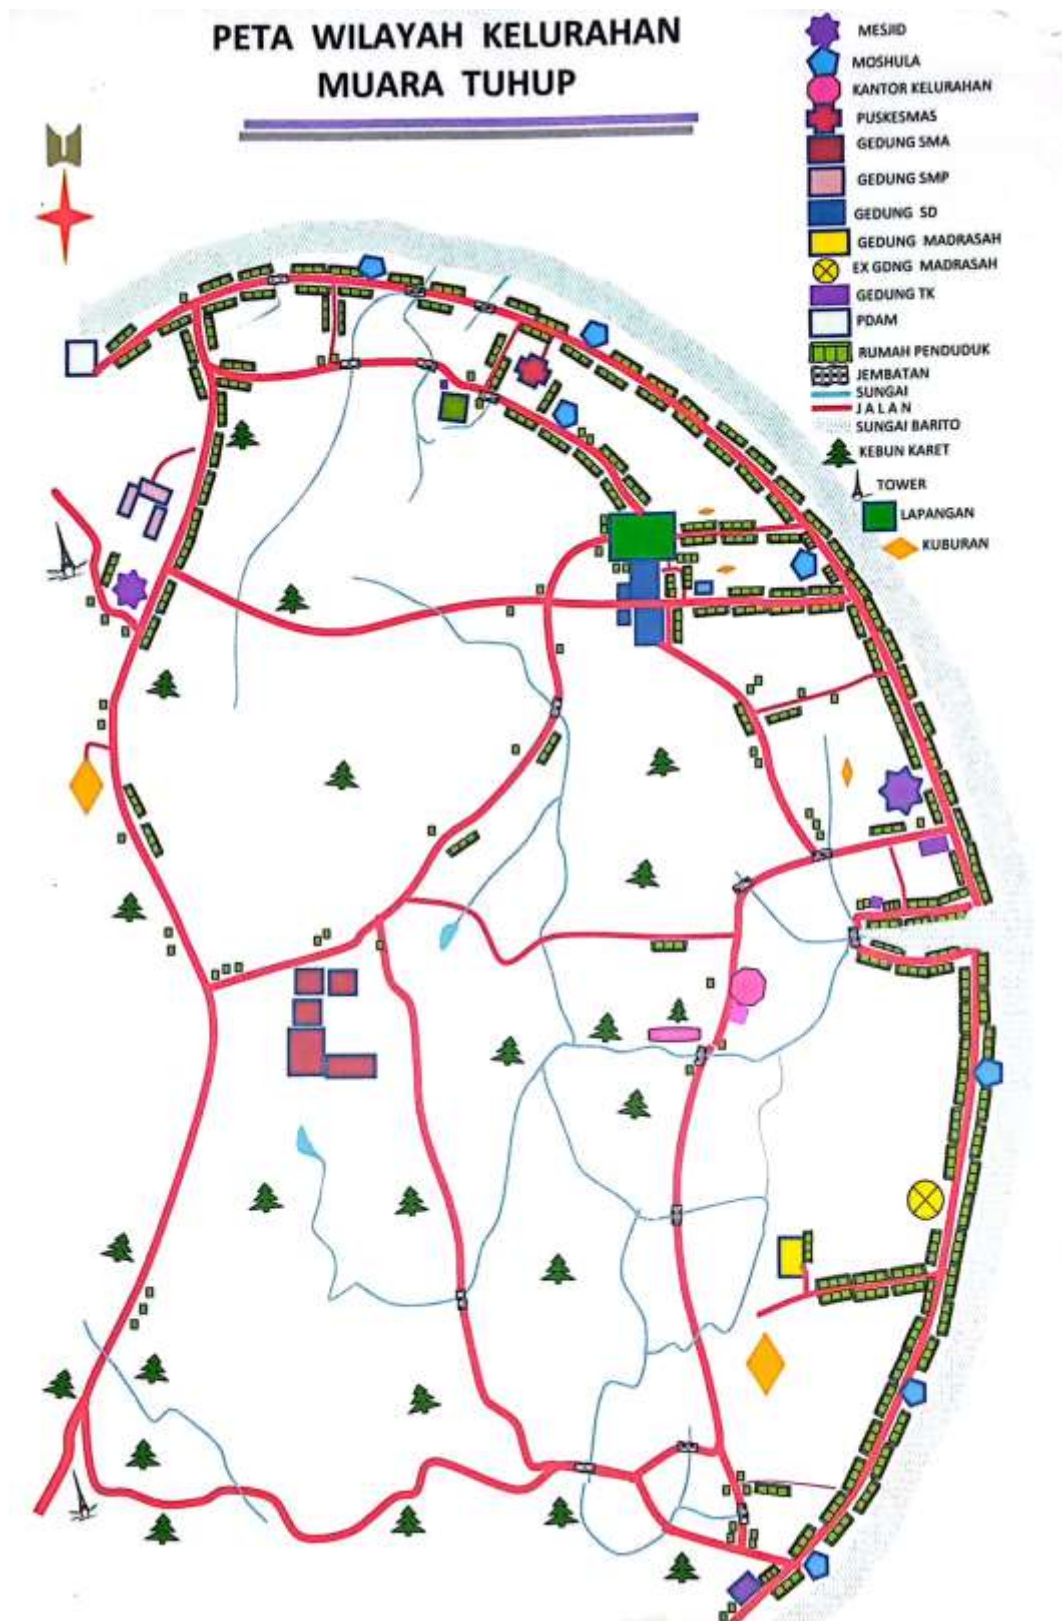 PETA WILAYAH KELURAHAN
MUARA TUHUP
MESJID
MOSHULA
KANTOR KELURAHAN
PUSKESMAS
GEDUNG SMA
GEDUNG SMP
GEDUNG SD
GEDUNG MADRASAH
EX GDNG MADRASAH
GEDUNG TK
PDAM
RUMAH PENDUDUK
JEMBATAN
SUNGAI
JALAN
SUNGAI BARITO
KEBUN KARET
TOWER
LAPANGAN
KUBURAN